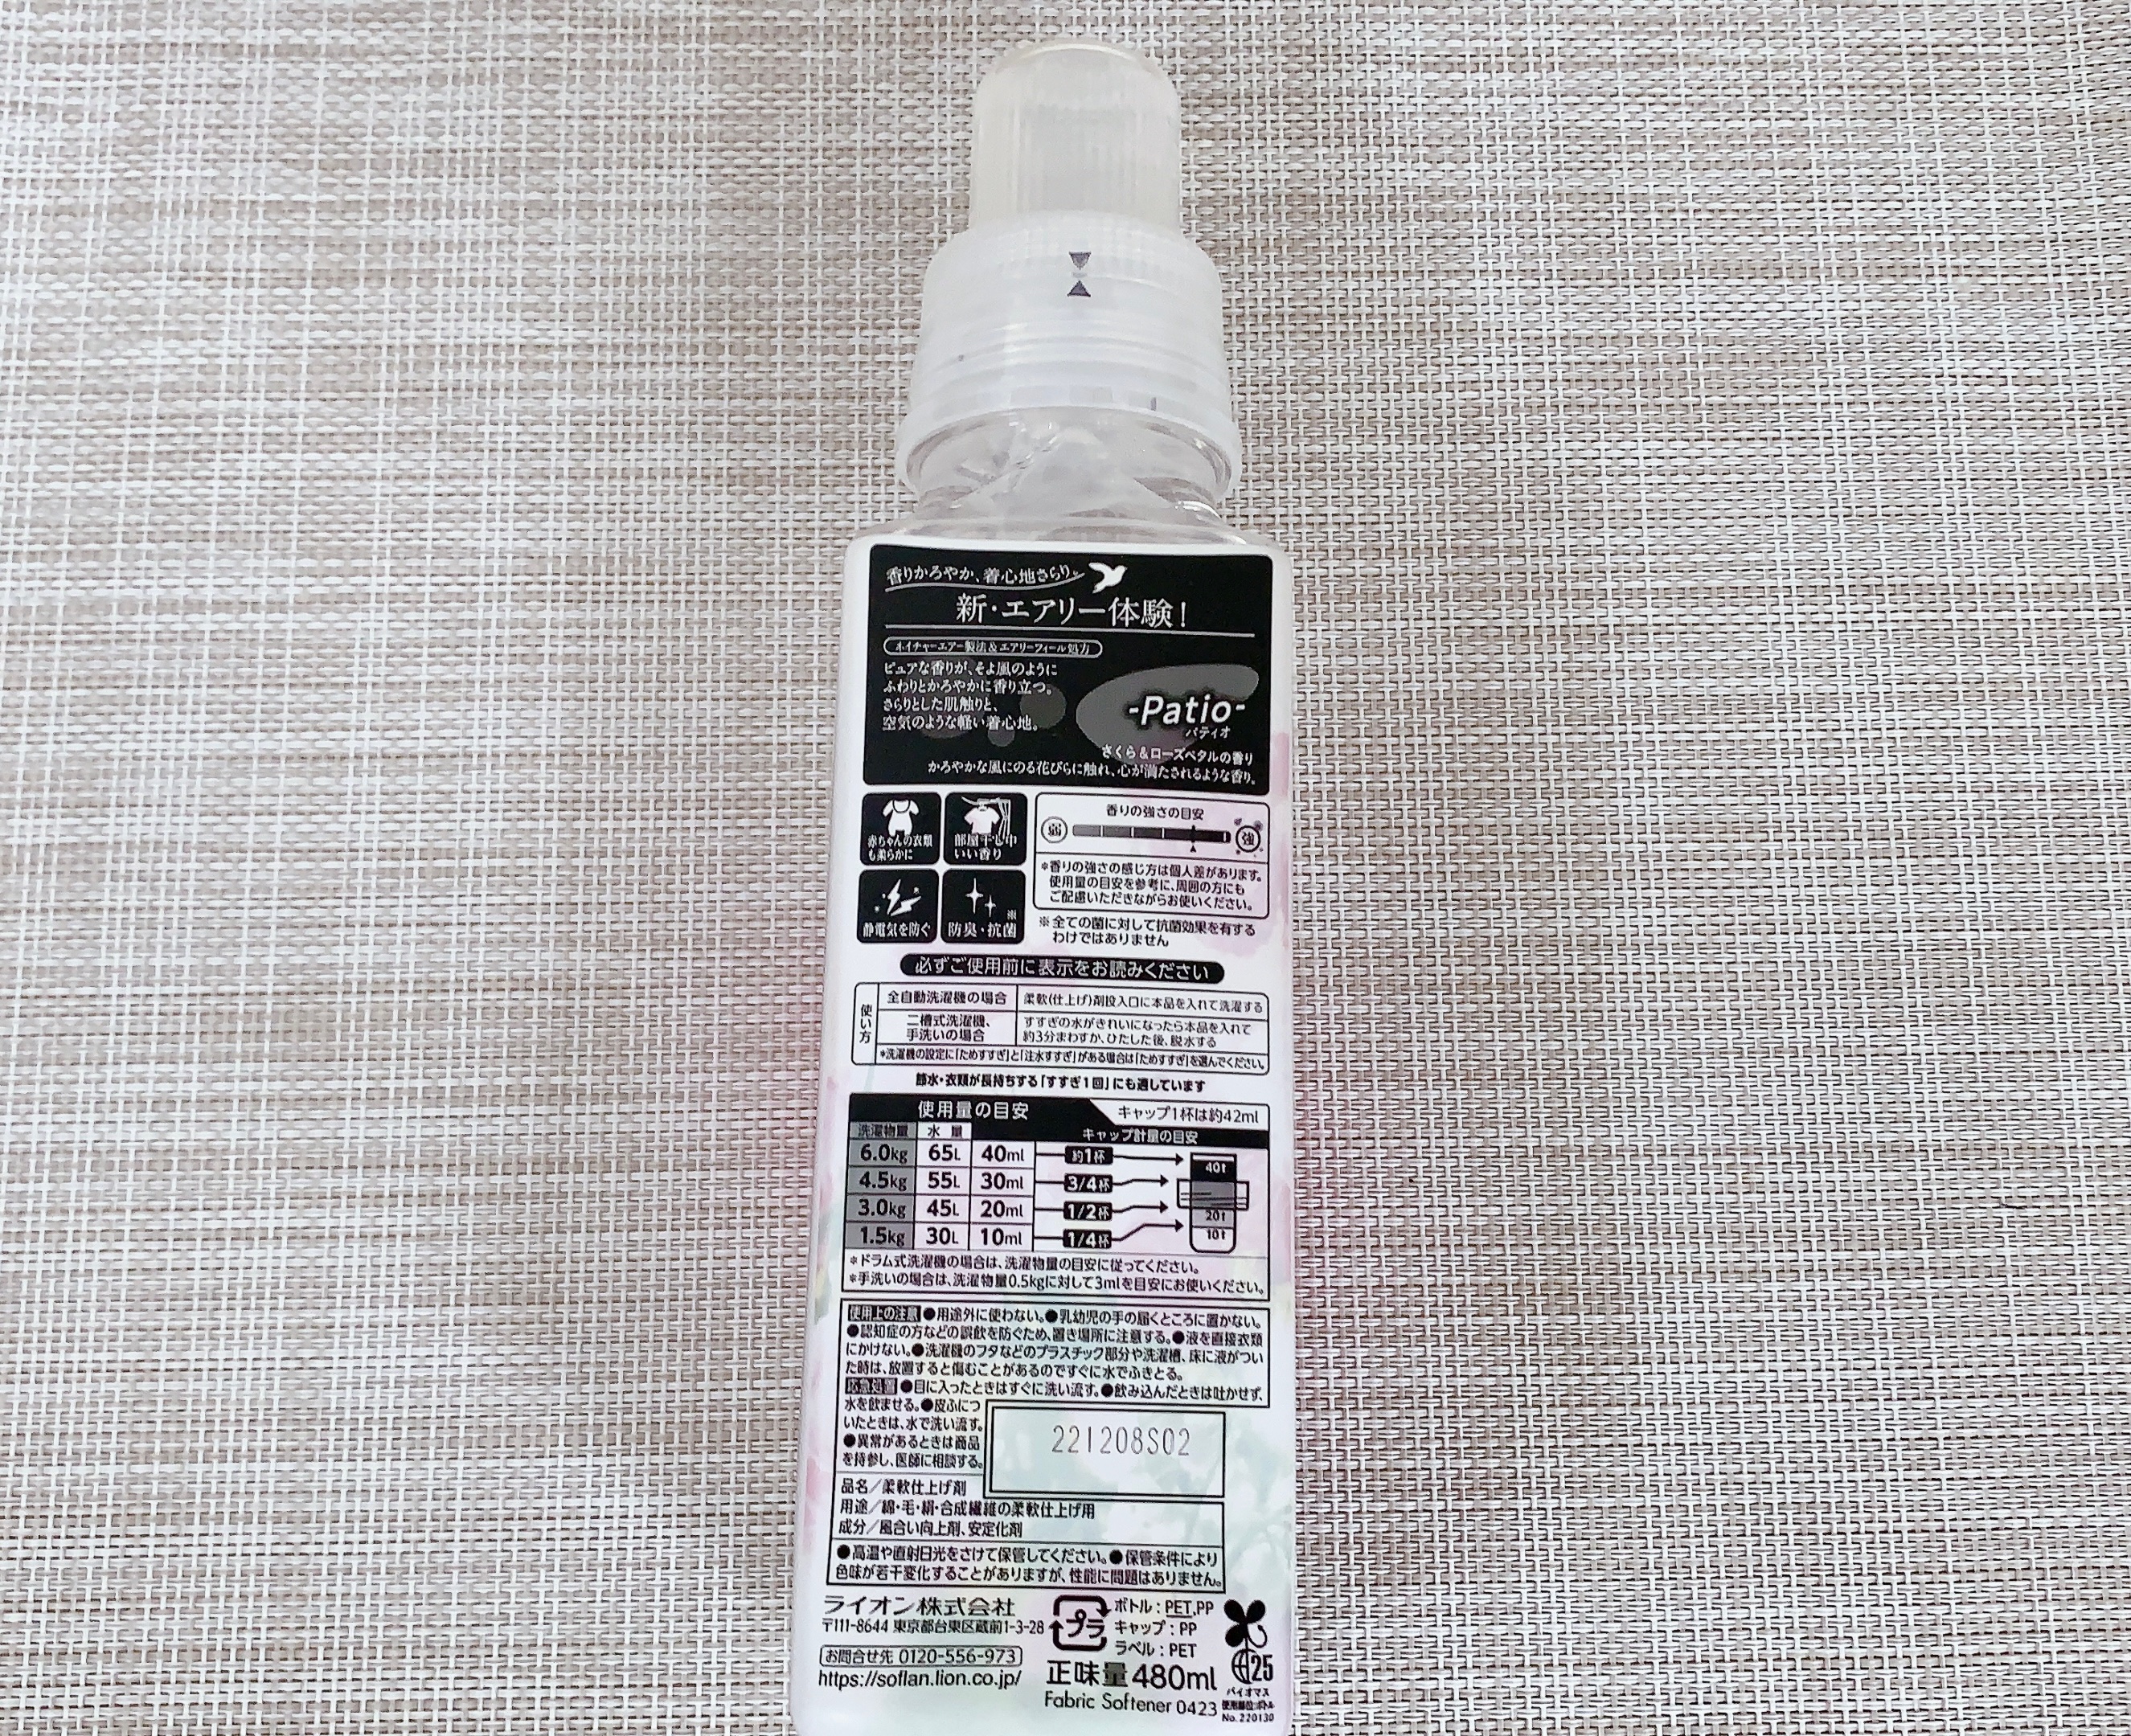 香りかろやか、着心地さらり。
新・エアリー体験!
ネイチャーエアー製法&エアリーフィール処方
ピュアな香りが、そよ風のように
ふわりとかろやかに香り立つ。
さらりとした肌触りと、
空気のような軽い着心地。
-Patio-
パティオ
さくら&ローズペタルの香り
かろやかな風にのる花びらに触れ、心が満たされるような香り。
赤ちゃんの衣類
も柔らかに
部屋干し中
いい香り
静電気を防ぐ
防臭・抗菌※
香りの強さの目安
弱 強
*香りの強さの感じ方は個人差があります。
使用量の目安を参考に、周囲の方にも
ご配慮いただきながらお使いください。
※全ての菌に対して抗菌効果を有する
わけではありません
必ずご使用前に表示をお読みください
使い方
全自動洗濯機の場合 柔軟(仕上げ)剤投入口に本品を入れて洗濯する
二槽式洗濯機、
手洗いの場合
すすぎの水がきれいになったら本品を入れて
約3分まわすか、ひたした後、脱水する
*洗濯機の設定に「ためすすぎ」と「注水すすぎ」がある場合は「ためすすぎ」を選んでください。
節水・衣類が長持ちする「すすぎ1回」にも適しています
使用量の目安 キャップ1杯は約42ml
洗濯物量 水量 キャップ計量の目安
6.0kg 65L 40ml 約1杯 40↑
4.5kg 55L 30ml 3/4杯
3.0kg 45L 20ml 1/2杯 20↑
1.5kg 30L 10ml 1/4杯 10↑
*ドラム式洗濯機の場合は、洗濯物量の目安に従ってください。
*手洗いの場合は、洗濯物量0.5kgに対して3mlを目安にお使いください。
使用上の注意 ●用途外に使わない。●乳幼児の手の届くところに置かない。
●認知症の方などの誤飲を防ぐため、置き場所に注意する。●液を直接衣類
にかけない。●洗濯機のフタなどのプラスチック部分や洗濯槽、床に液がつい
た時は、放置すると傷むことがあるのですぐに水でふきとる。
応急処置 ●目に入ったときはすぐに洗い流す。●飲み込んだときは吐かせず、
水を飲ませる。●皮ふにつ
いたときは、水で洗い流す。
●異常があるときは商品
を持参し、医師に相談する。
221208S02
品名/柔軟仕上げ剤
用途/綿・毛・絹・合成繊維の柔軟仕上げ用
成分/風合い向上剤、安定化剤
●高温や直射日光をさけて保管してください。●保管条件により
色味が若干変化することがありますが、性能に問題はありません。
ライオン株式会社
〒111-8644 東京都台東区蔵前1-3-28
お問合せ先 0120-556-973
https://soflan.lion.co.jp/
プラ
ボトル:PET,PP
キャップ:PP
ラベル:PET
正味量480ml
Fabric Softener 0423
25
バイオマス
使用部位:ボトル
No.220130